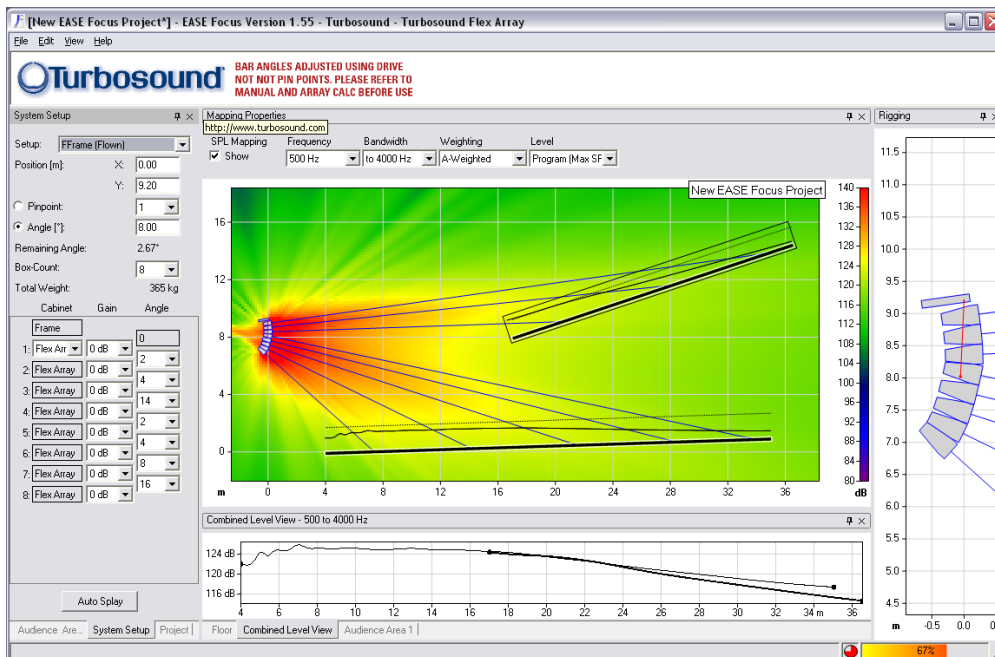 [New EASE Focus Project*] - EASE Focus Version 1.55 - Turbosound - Turbosound Flex Array
File Edit View Help
Turbosound
BAR ANGLES ADJUSTED USING DRIVE
NOT NOT PIN POINTS. PLEASE REFER TO
MANUAL AND ARRAY CALC BEFORE USE
System Setup
Setup: FFrame (Flown)
Position [m]: X: 0.00
Y: 9.20
Pinpoint: 1
Angle [°]: 8.00
Remaining Angle: 2.67°
Box-Count: 8
Total Weight: 365 kg
Cabinet Gain Angle
Frame
0
1: Flex Arr 0 dB
2
2: Flex Array 0 dB
4
3: Flex Array 0 dB
14
4: Flex Array 0 dB
2
5: Flex Array 0 dB
4
6: Flex Array 0 dB
8
7: Flex Array 0 dB
16
8: Flex Array 0 dB
Auto Splay
Audience Are... System Setup Project
Mapping Properties
http://www.turbosound.com
SPL Mapping Frequency Bandwidth Weighting Level
Show 500 Hz to 4000 Hz A-Weighted Program (Max SF
New EASE Focus Project
16
12
8
4
0
m 0 4 8 12 16 20 24 28 32 36
140
136
132
128
124
120
116
112
108
104
100
96
92
88
84
80
dB
Combined Level View - 500 to 4000 Hz
124 dB
120 dB
116 dB
4 6 8 10 12 14 16 18 20 22 24 26 28 30 32 34 m 36
Floor Combined Level View Audience Area 1
Rigging
11.5
11.0
10.5
10.0
9.5
9.0
8.5
8.0
7.5
7.0
6.5
6.0
5.5
5.0
4.5
m -0.5 0.0
67%